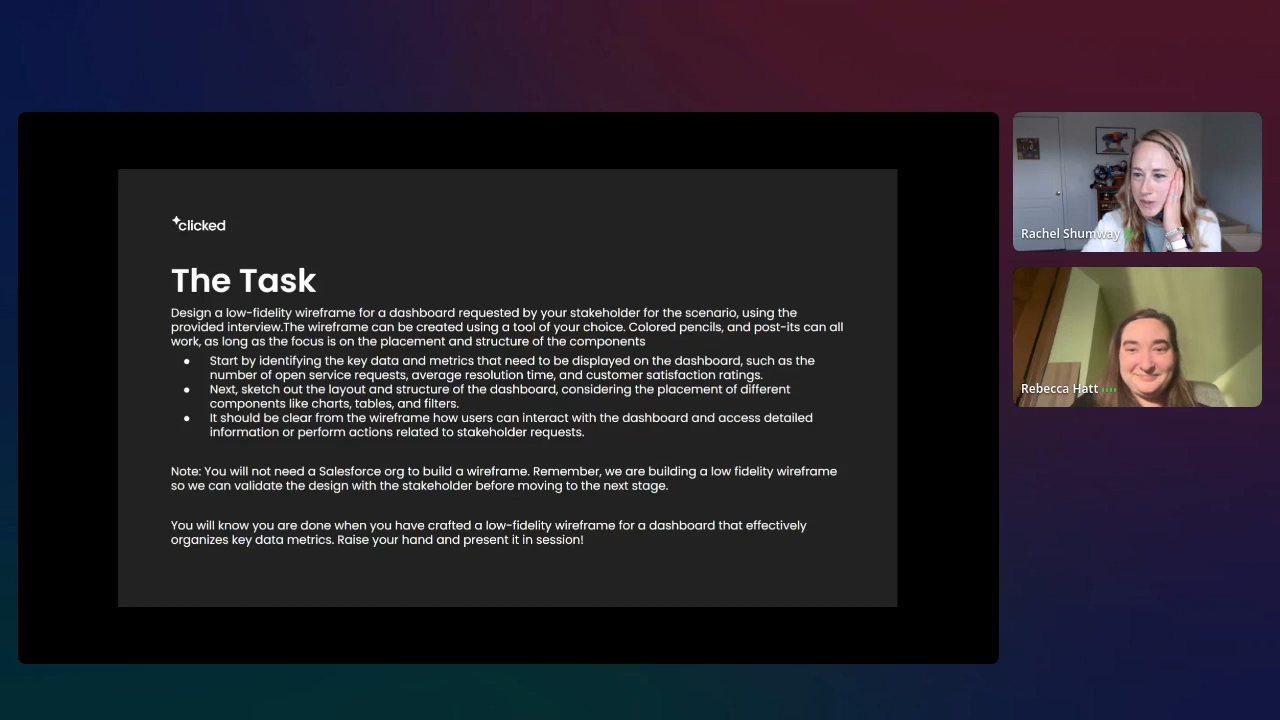 clicked
The Task
Design a low-fidelity wireframe for a dashboard requested by your stakeholder for the scenario, using the
provided interview.The wireframe can be created using a tool of your choice. Colored pencils, and post-its can all
work, as long as the focus is on the placement and structure of the components
● Start by identifying the key data and metrics that need to be displayed on the dashboard, such as the
number of open service requests, average resolution time, and customer satisfaction ratings.
● Next, sketch out the layout and structure of the dashboard, considering the placement of different
components like charts, tables, and filters.
● It should be clear from the wireframe how users can interact with the dashboard and access detailed
information or perform actions related to stakeholder requests.
Note: You will not need a Salesforce org to build a wireframe. Remember, we are building a low fidelity wireframe
so we can validate the design with the stakeholder before moving to the next stage.
You will know you are done when you have crafted a low-fidelity wireframe for a dashboard that effectively
organizes key data metrics. Raise your hand and present it in session!
Rachel Shumway
Rebecca Hatt